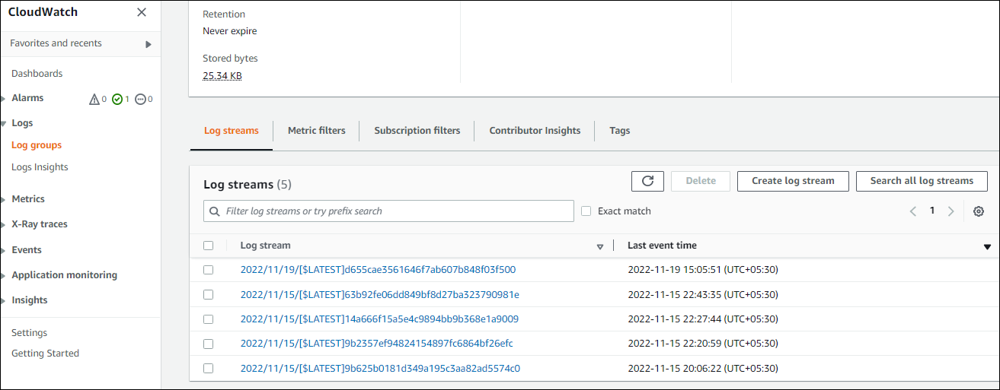 CloudWatch
Favorites and recents
Dashboards
Alarms 0 1 0
Logs
Log groups
Logs Insights
Metrics
X-Ray traces
Events
Application monitoring
Insights
Settings
Getting Started
Retention
Never expire
Stored bytes
25.34 KB
Log streams Metric filters Subscription filters Contributor Insights Tags
Log streams (5) Delete Create log stream Search all log streams
Filter log streams or try prefix search Exact match 1
Log stream Last event time
2022/11/19/[$LATEST]d655cae3561646f7ab607b848f03f500 2022-11-19 15:05:51 (UTC+05:30)
2022/11/15/[$LATEST]63b92fe06dd849bf8d27ba323790981e 2022-11-15 22:43:35 (UTC+05:30)
2022/11/15/[$LATEST]14a666f15a5e4c9894bb9b368e1a9009 2022-11-15 22:27:44 (UTC+05:30)
2022/11/15/[$LATEST]9b2357ef94824154897fc6864bf26efc 2022-11-15 22:20:59 (UTC+05:30)
2022/11/15/[$LATEST]9b625b0181d349a195c3aa82ad5574c0 2022-11-15 20:06:22 (UTC+05:30)